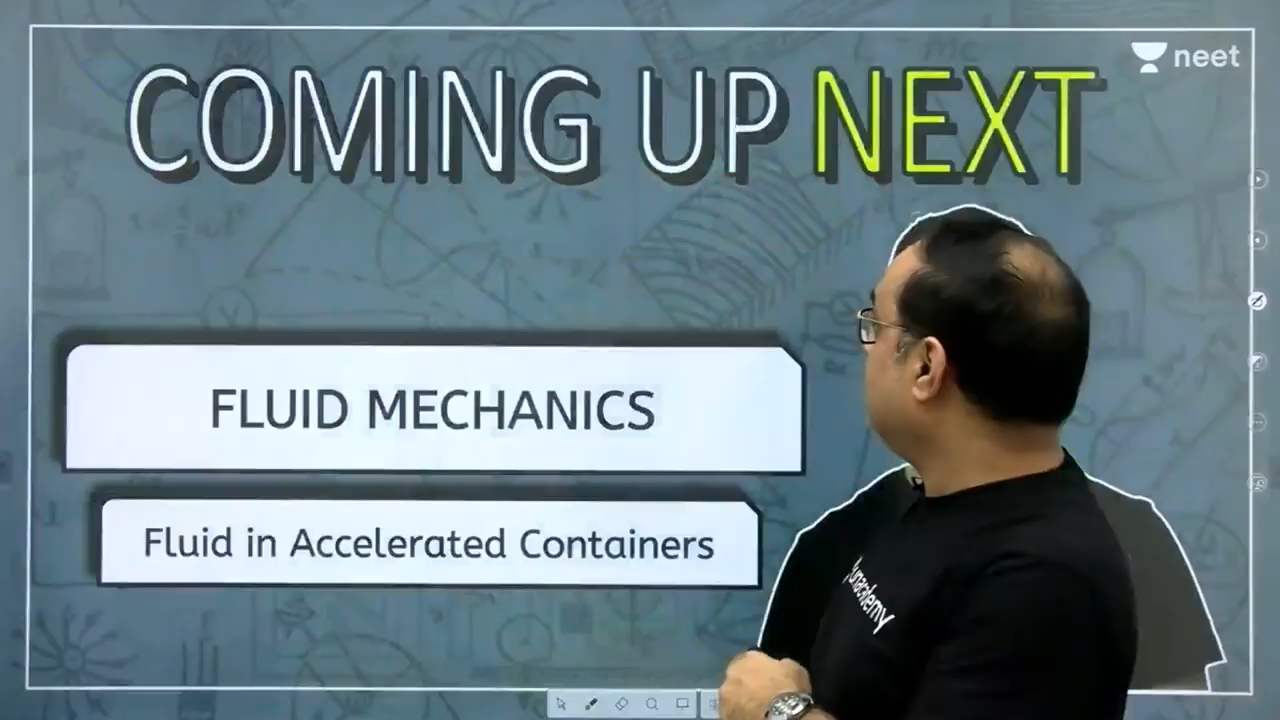 COMING UP NEXT
neet
FLUID MECHANICS
Fluid in Accelerated Containers
unacademy